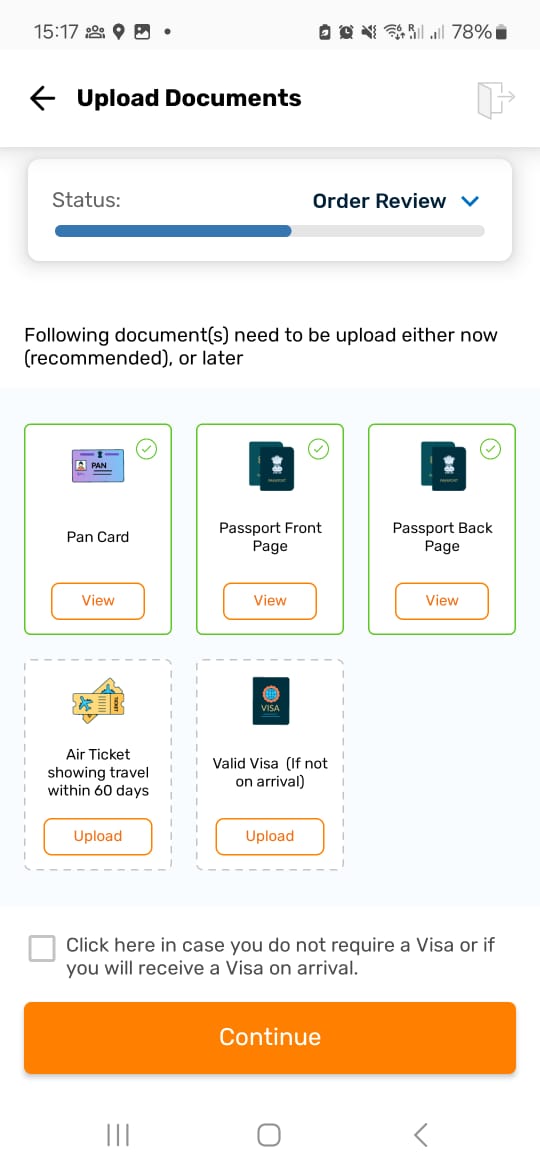 15:17
78%
Upload Documents
Status:
Order Review
Following document(s) need to be upload either now
(recommended), or later
PAN
Pan Card
View
PASSPORT
Passport Front
Page
View
PASSPORT
Passport Back
Page
View
TICKET
Air Ticket
showing travel
within 60 days
Upload
VISA
Valid Visa (If not
on arrival)
Upload
Click here in case you do not require a Visa or if
you will receive a Visa on arrival.
Continue